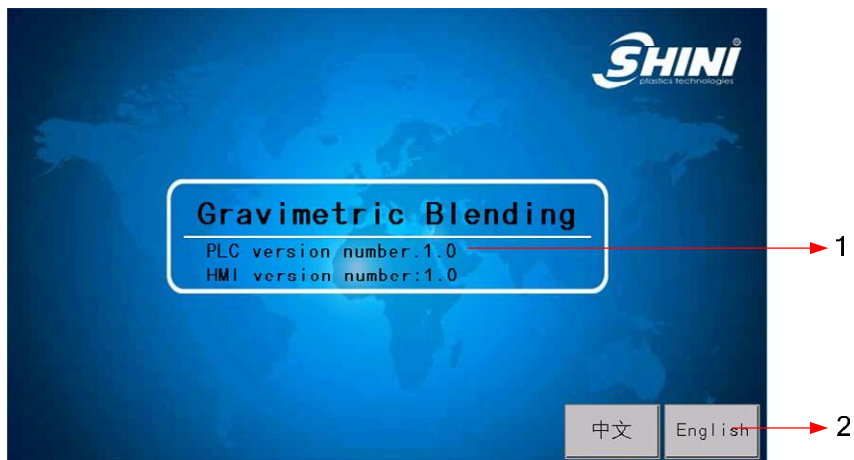 SHINI®
plastics technologies
Gravimetric Blending
PLC version number.1.0
HMI version number:1.0
1
中文 English
2